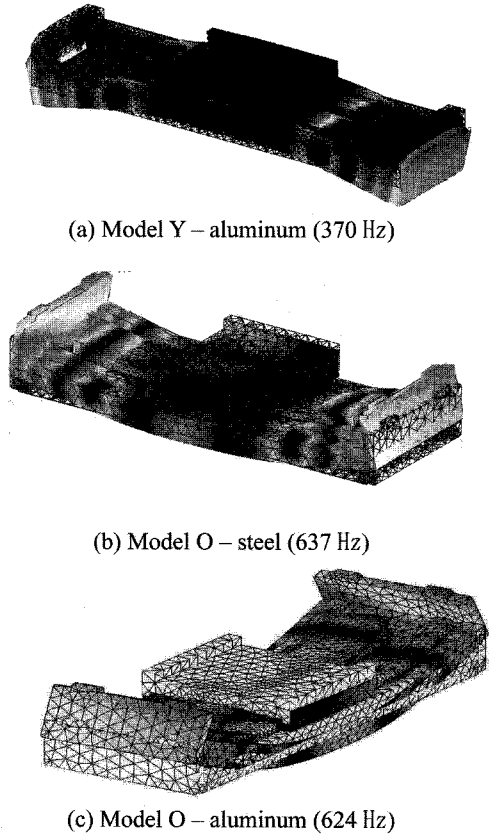 (a) Model Y – aluminum (370 Hz)
(b) Model O – steel (637 Hz)
(c) Model O – aluminum (624 Hz)